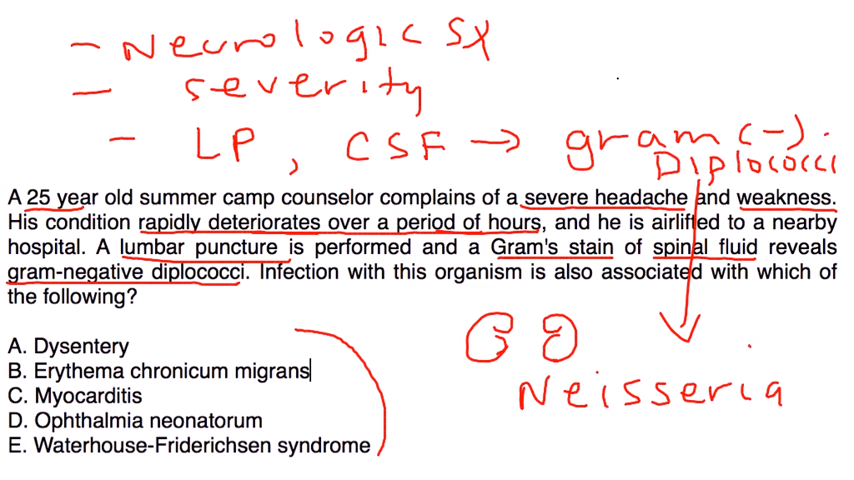 - Neurologic SX
- severity
- LP, CSF → gram (-).
Diplococci
A 25 year old summer camp counselor complains of a severe headache and weakness.
His condition rapidly deteriorates over a period of hours, and he is airlifted to a nearby
hospital. A lumbar puncture is performed and a Gram's stain of spinal fluid reveals
gram-negative diplococci. Infection with this organism is also associated with which of
the following?
A. Dysentery
B. Erythema chronicum migrans
C. Myocarditis
D. Ophthalmia neonatorum
E. Waterhouse-Friderichsen syndrome
Neisseria